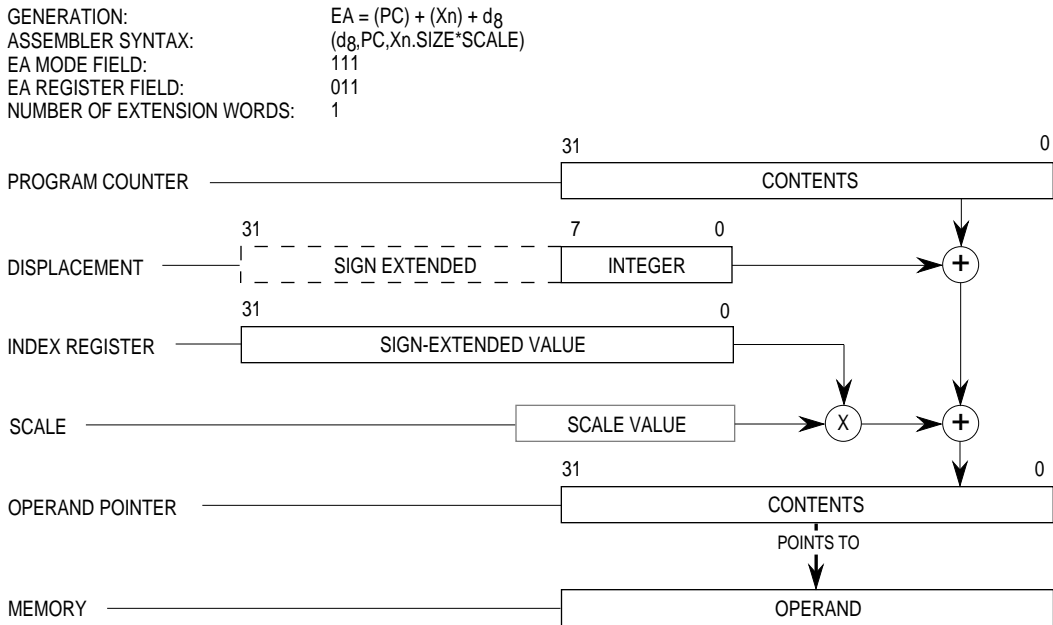 GENERATION: EA = (PC) + (Xn) + d8
ASSEMBLER SYNTAX: (d8,PC,Xn.SIZE*SCALE)
EA MODE FIELD: 111
EA REGISTER FIELD: 011
NUMBER OF EXTENSION WORDS: 1
31 0
PROGRAM COUNTER CONTENTS
31 7 0
DISPLACEMENT SIGN EXTENDED INTEGER +
31 0
INDEX REGISTER SIGN-EXTENDED VALUE
SCALE SCALE VALUE X +
31 0
OPERAND POINTER CONTENTS
POINTS TO
MEMORY OPERAND